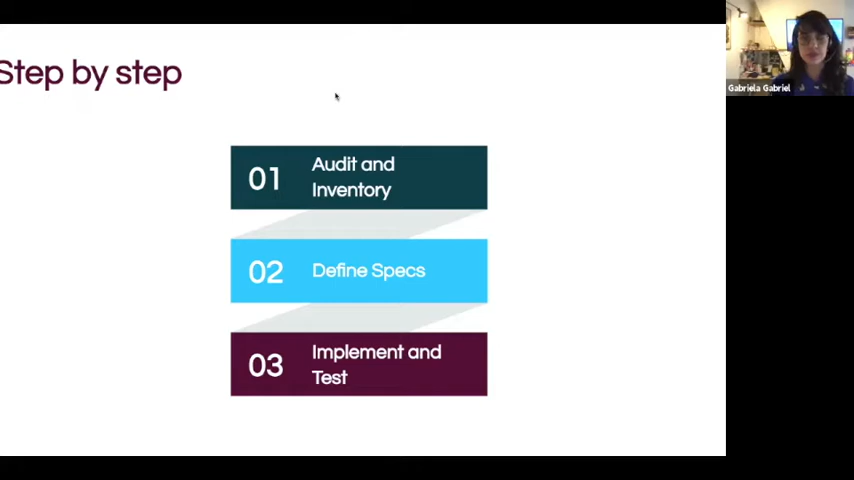 Step by step
Gabriela Gabriel
01
Audit and
Inventory
02
Define Specs
03
Implement and
Test